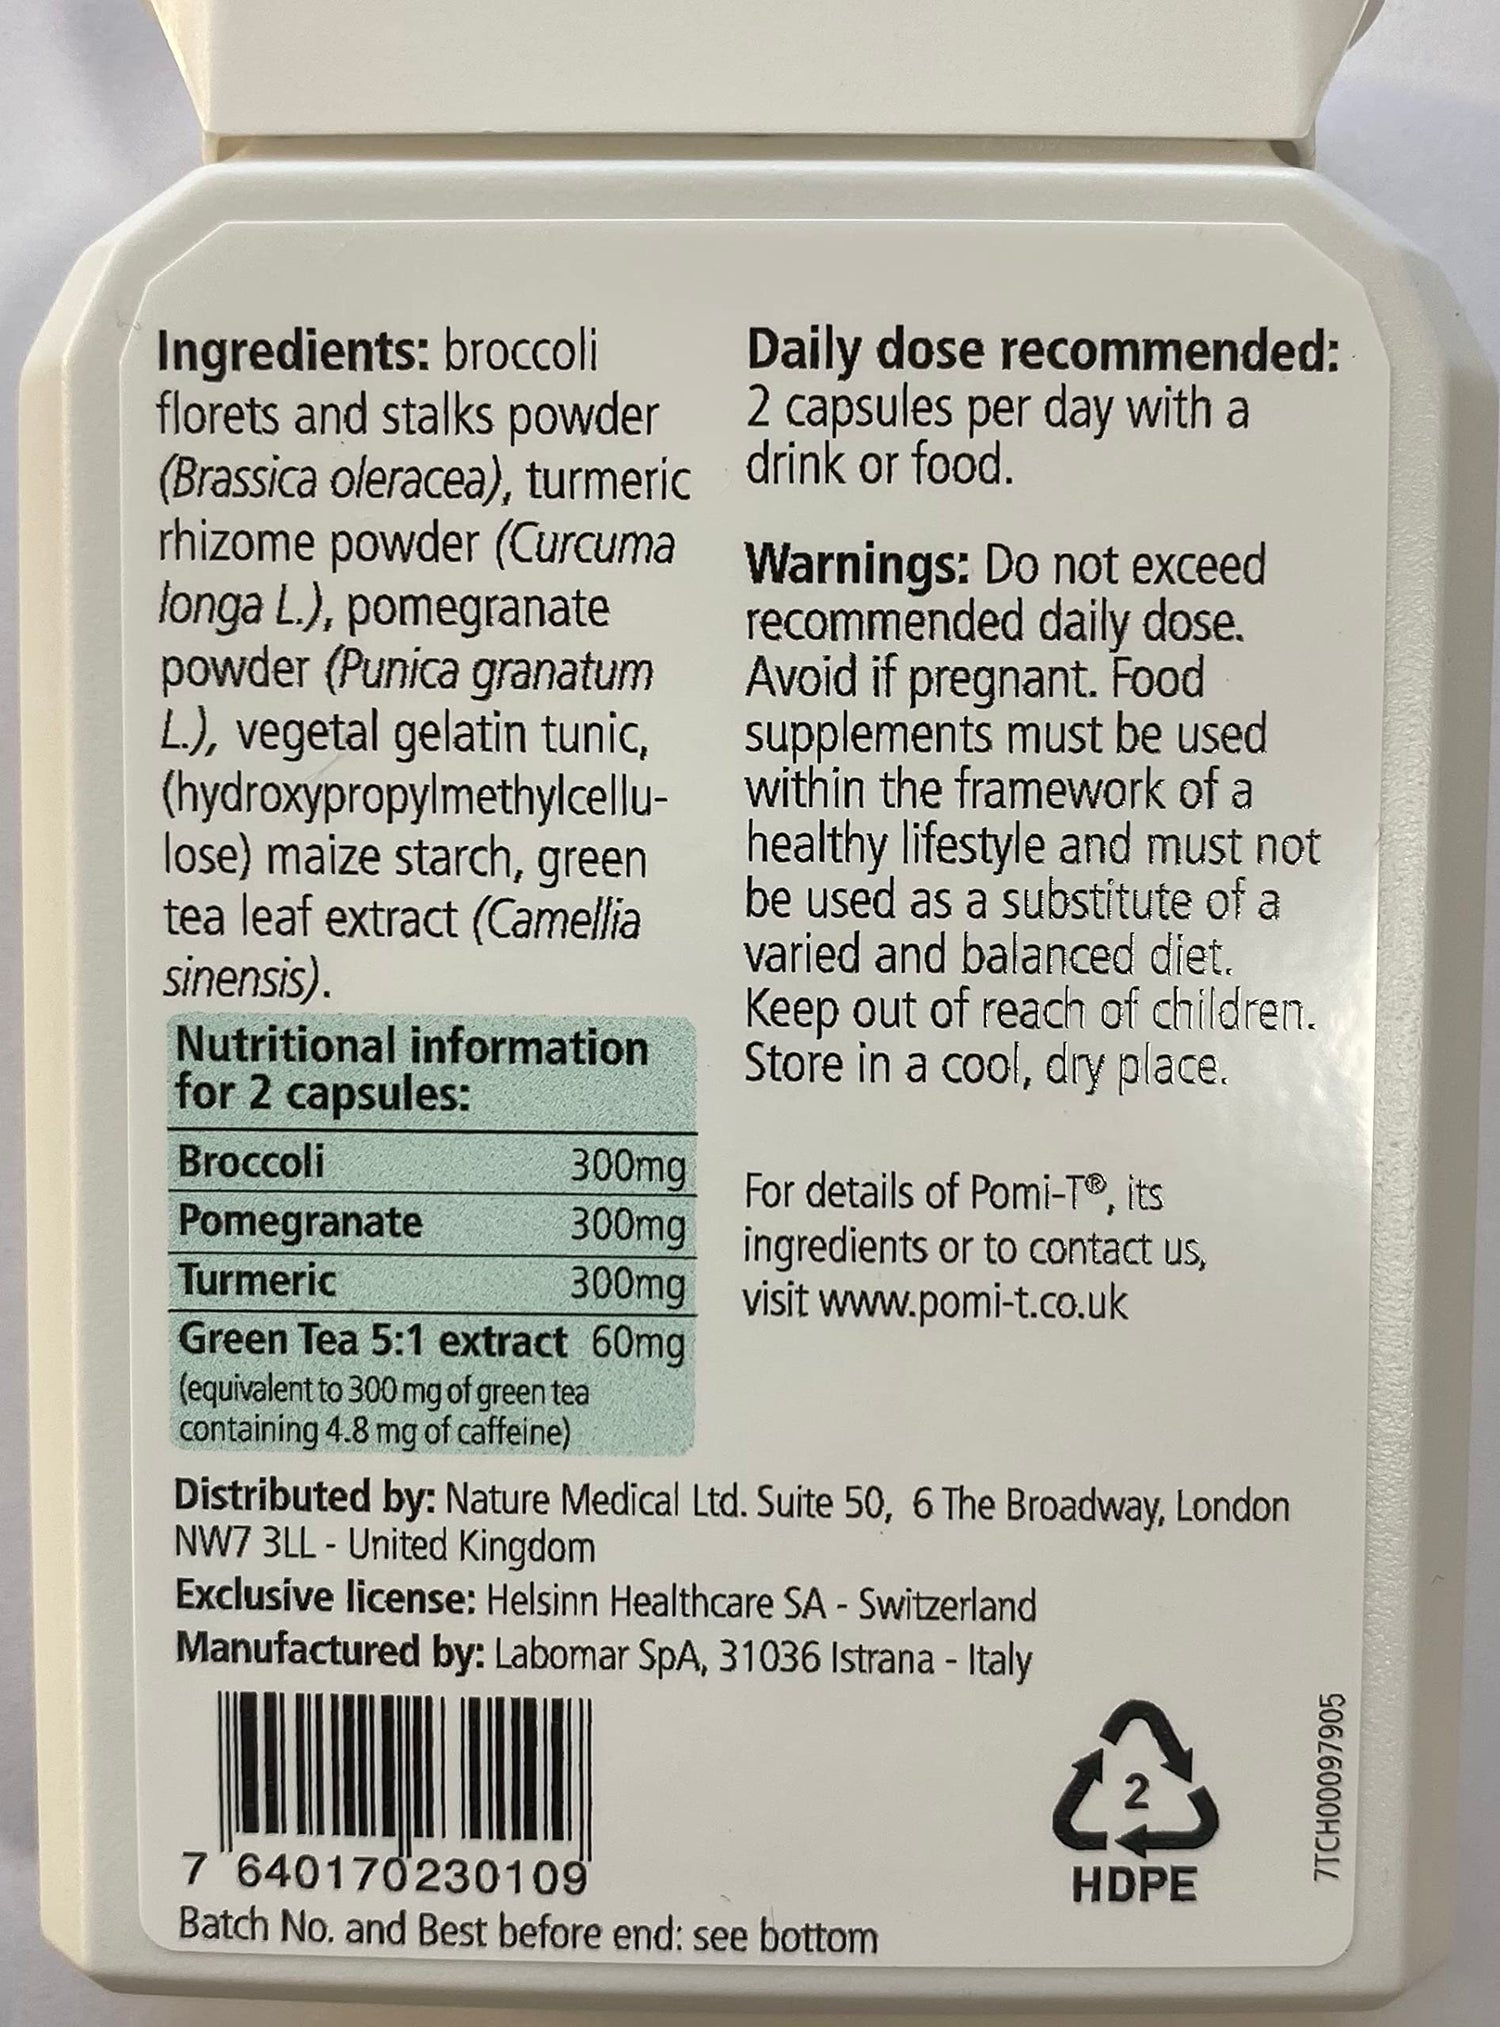 Ingredients: broccoli
florets and stalks powder
(Brassica oleracea), turmeric
rhizome powder (Curcuma
longa L.), pomegranate
powder (Punica granatum
L.), vegetal gelatin tunic,
(hydroxypropylmethylcellu-
lose) maize starch, green
tea leaf extract (Camellia
sinensis).
Nutritional information
for 2 capsules:
Broccoli 300mg
Pomegranate 300mg
Turmeric 300mg
Green Tea 5:1 extract 60mg
(equivalent to 300 mg of green tea
containing 4.8 mg of caffeine)
Daily dose recommended:
2 capsules per day with a
drink or food.
Warnings: Do not exceed
recommended daily dose.
Avoid if pregnant. Food
supplements must be used
within the framework of a
healthy lifestyle and must not
be used as a substitute of a
varied and balanced diet.
Keep out of reach of children.
Store in a cool, dry place.
For details of Pomi-T®, its
ingredients or to contact us,
visit www.pomi-t.co.uk
Distributed by: Nature Medical Ltd. Suite 50, 6 The Broadway, London
NW7 3LL - United Kingdom
Exclusive license: Helsinn Healthcare SA - Switzerland
Manufactured by: Labomar SpA, 31036 Istrana - Italy
7 640170230109
Batch No. and Best before end: see bottom
2
HDPE
7TCH00097905